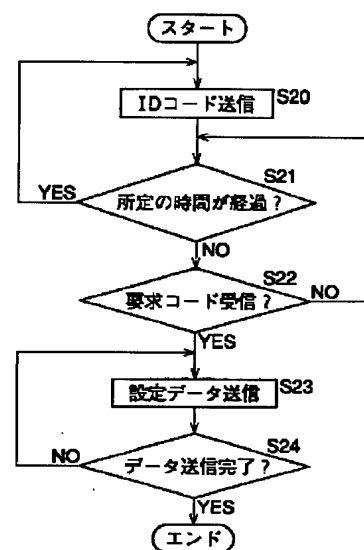 スタート
IDコード送信
S20
S21
所定の時間が経過?
YES
NO
S22
要求コード受信?
NO
YES
設定データ送信
S23
S24
データ送信完了?
NO
YES
エンド